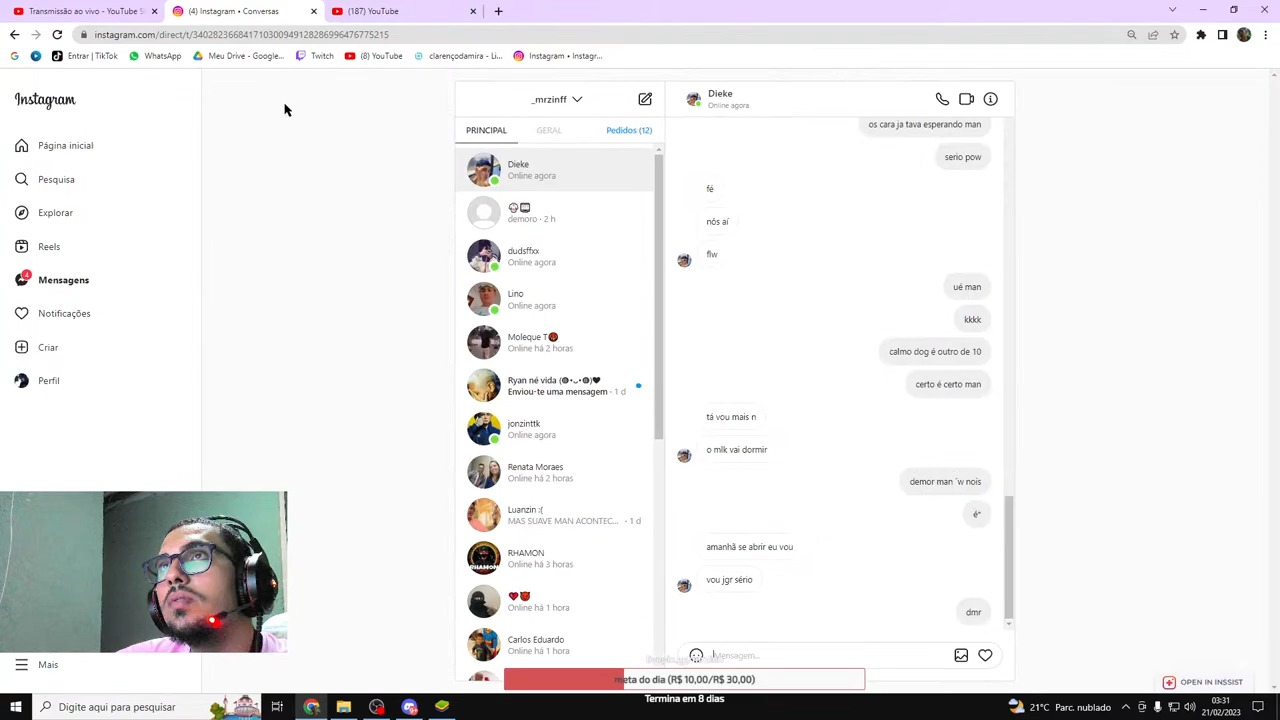 Transmissão ao vivo - YouTube S
(4) Instagram • Conversas
(187) YouTube
instagram.com/direct/t/340282366841710300949128286996476775215
Entrar | TikTok
WhatsApp
Meu Drive - Google...
Twitch
(8) YouTube
clarençodamira - Li...
Instagram • Instagr...
Instagram
Página inicial
Pesquisa
Explorar
Reels
4
Mensagens
Notificações
Criar
Perfil
Mais
_mrzinff
PRINCIPAL
GERAL
Pedidos (12)
Dieke
Online agora
demoro · 2 h
dudsffxx
Online agora
Lino
Online agora
Moleque T
Online há 2 horas
Ryan né vida
Enviou-te uma mensagem · 1 d
jonzinttk
Online agora
Renata Moraes
Online há 2 horas
Luanzin :(
MAS SUAVE MAN ACONTEC... · 1 d
RHAMON
RHAMON
Online há 3 horas
Online há 1 hora
Carlos Eduardo
Online há 1 hora
Dieke
Online agora
os cara ja tava esperando man
serio pow
fé
nós aí
flw
ué man
kkkk
calmo dog é outro de 10
certo é certo man
tá vou mais n
o mlk vai dormir
demor man ´w nois
é*
amanhã se abrir eu vou
vou jgr sério
dmr
Mensagem...
meta do dia (R$ 10,00/R$ 30,00)
Termina em 8 dias
OPEN IN INSSIST
Digite aqui para pesquisar
21°C Parc. nublado
03:31
21/02/2023